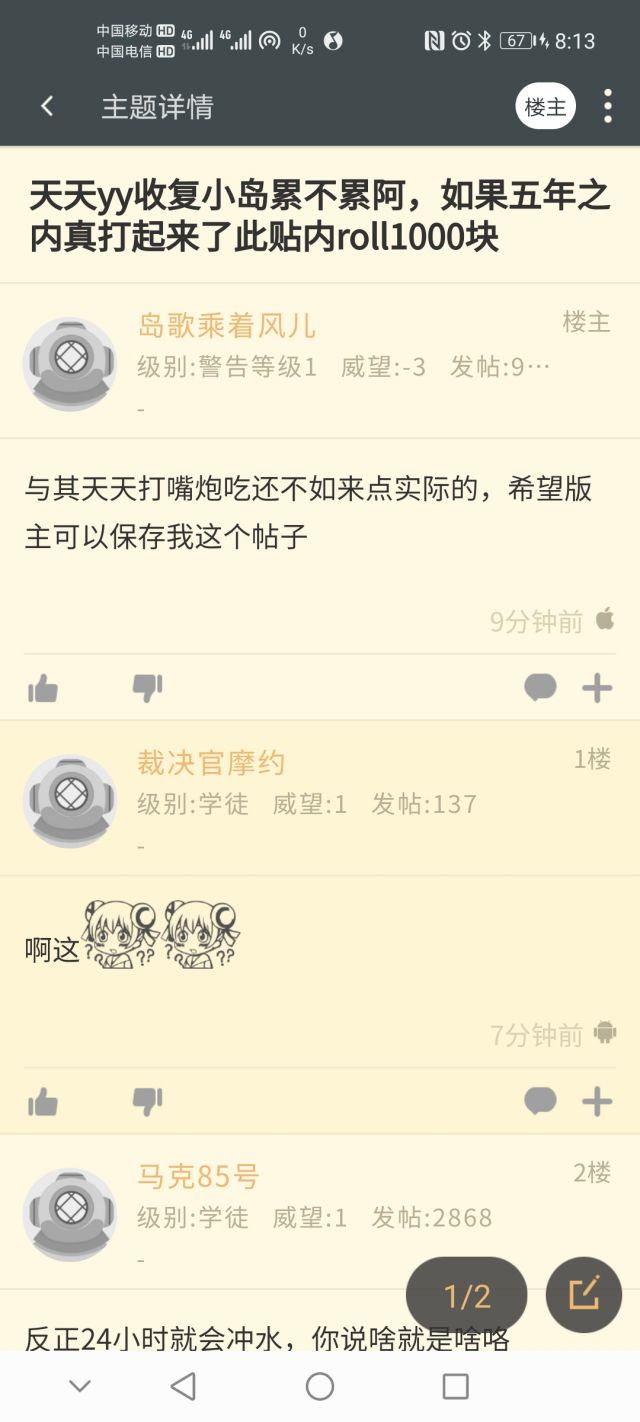 中国移动 HD 4G 4G 0 67 8:13
中国电信 HD K/s
主题详情 楼主
天天yy收复小岛累不累阿，如果五年之
内真打起来了此贴内roll1000块
岛歌乘着风儿 楼主
级别:警告等级1 威望:-3 发帖:9…
-
与其天天打嘴炮吃还不如来点实际的，希望版
主可以保存我这个帖子
9分钟前
裁决官摩约 1楼
级别:学徒 威望:1 发帖:137
-
啊这 ?? ??
7分钟前
马克85号 2楼
级别:学徒 威望:1 发帖:2868
-
1/2
反正24小时就会冲水，你说啥就是啥咯